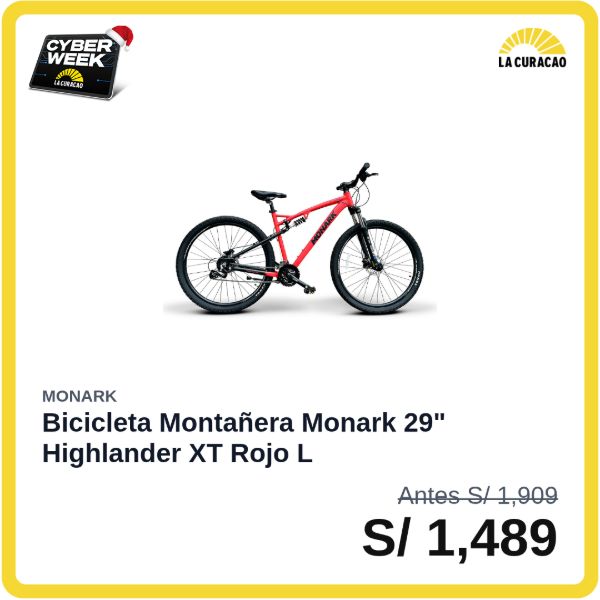 CYBER
WEEK
LA CURACAO
LA CURACAO
MONARK
MONARK
Bicicleta Montañera Monark 29"
Highlander XT Rojo L
Antes S/ 1,909
S/ 1,489